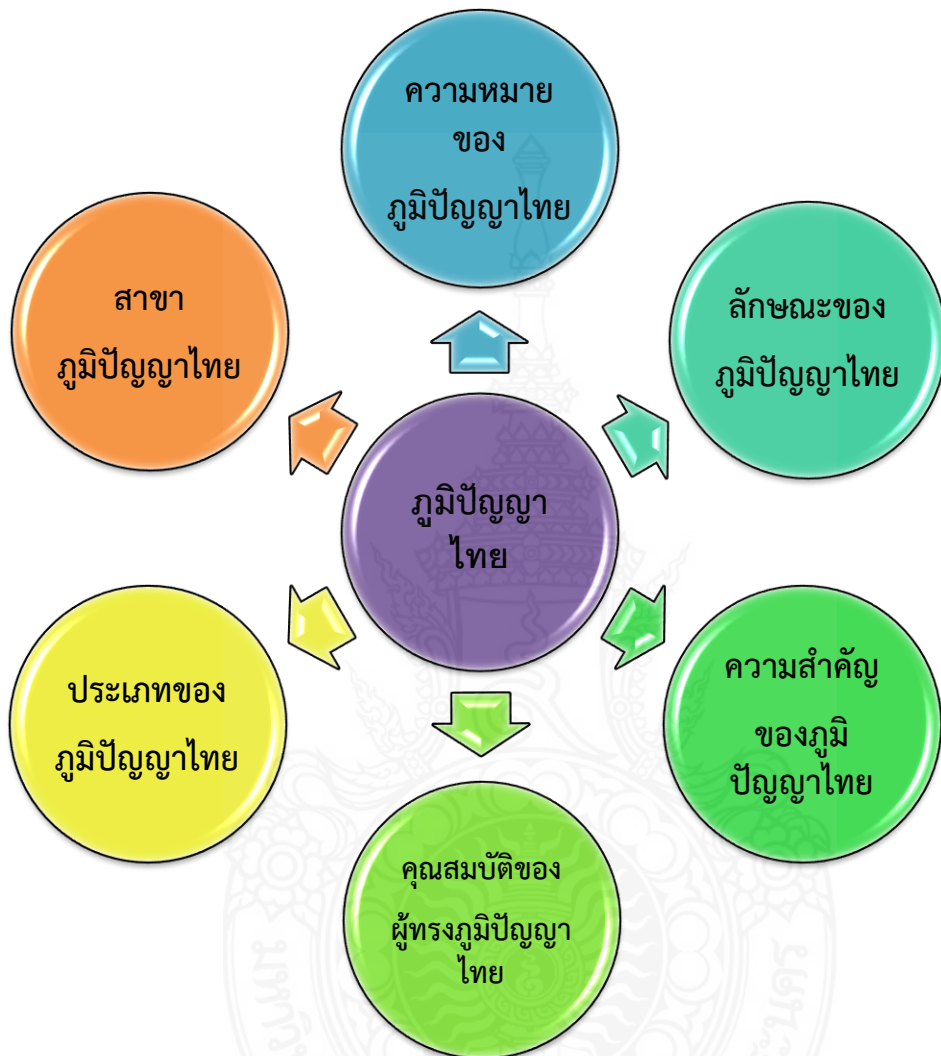 ความหมาย
ของ
ภูมิปัญญาไทย
สาขา
ภูมิปัญญาไทย
ลักษณะของ
ภูมิปัญญาไทย
ภูมิปัญญา
ไทย
ประเภทของ
ภูมิปัญญาไทย
ความสำคัญ
ของภูมิ
ปัญญาไทย
คุณสมบัติของ
ผู้ทรงภูมิปัญญา
ไทย